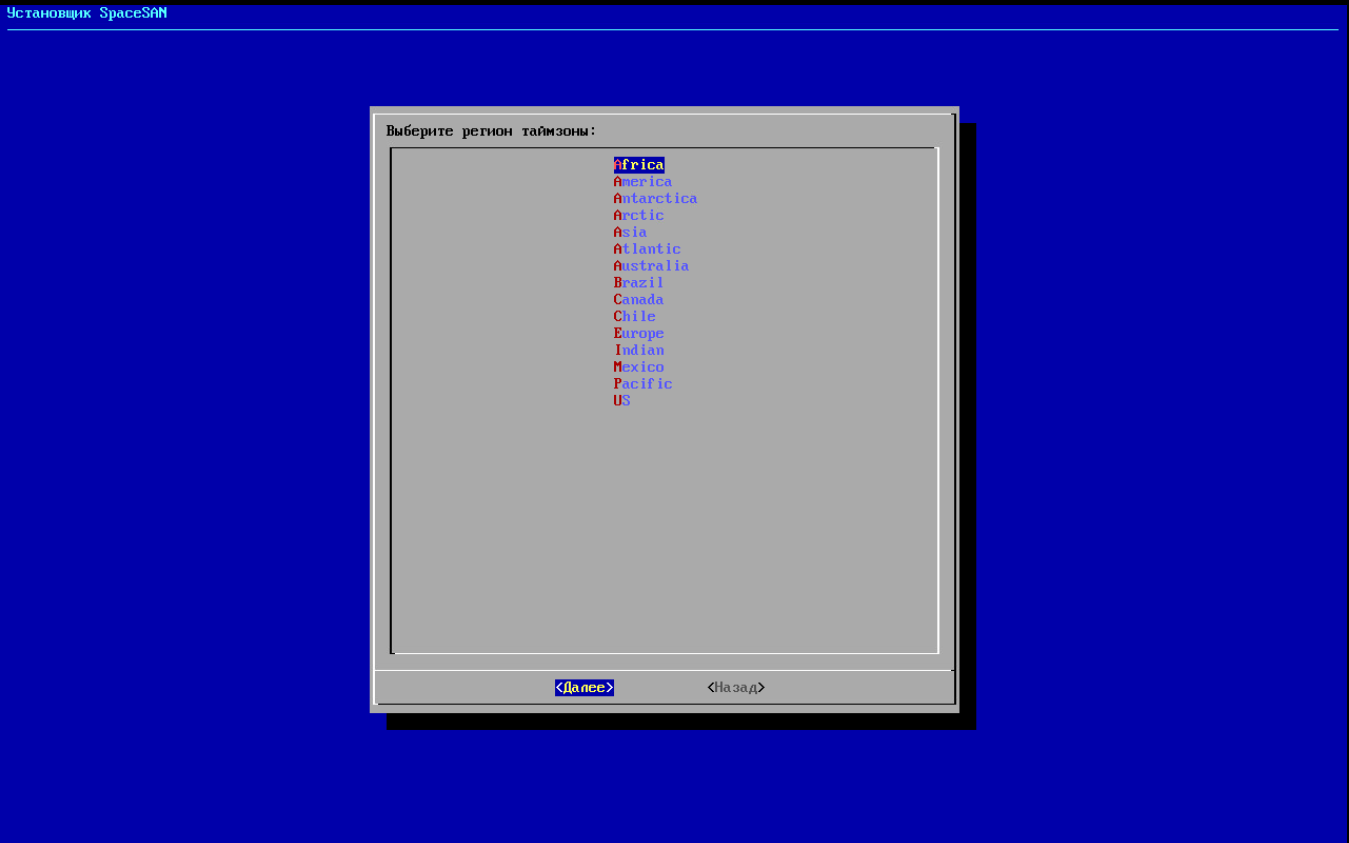 Установщик SpaceSAN
Выберите регион таймзоны:
Africa
America
Antarctica
Arctic
Asia
Atlantic
Australia
Brazil
Canada
Chile
Europe
Indian
Mexico
Pacific
US
<Далее> <Назад>